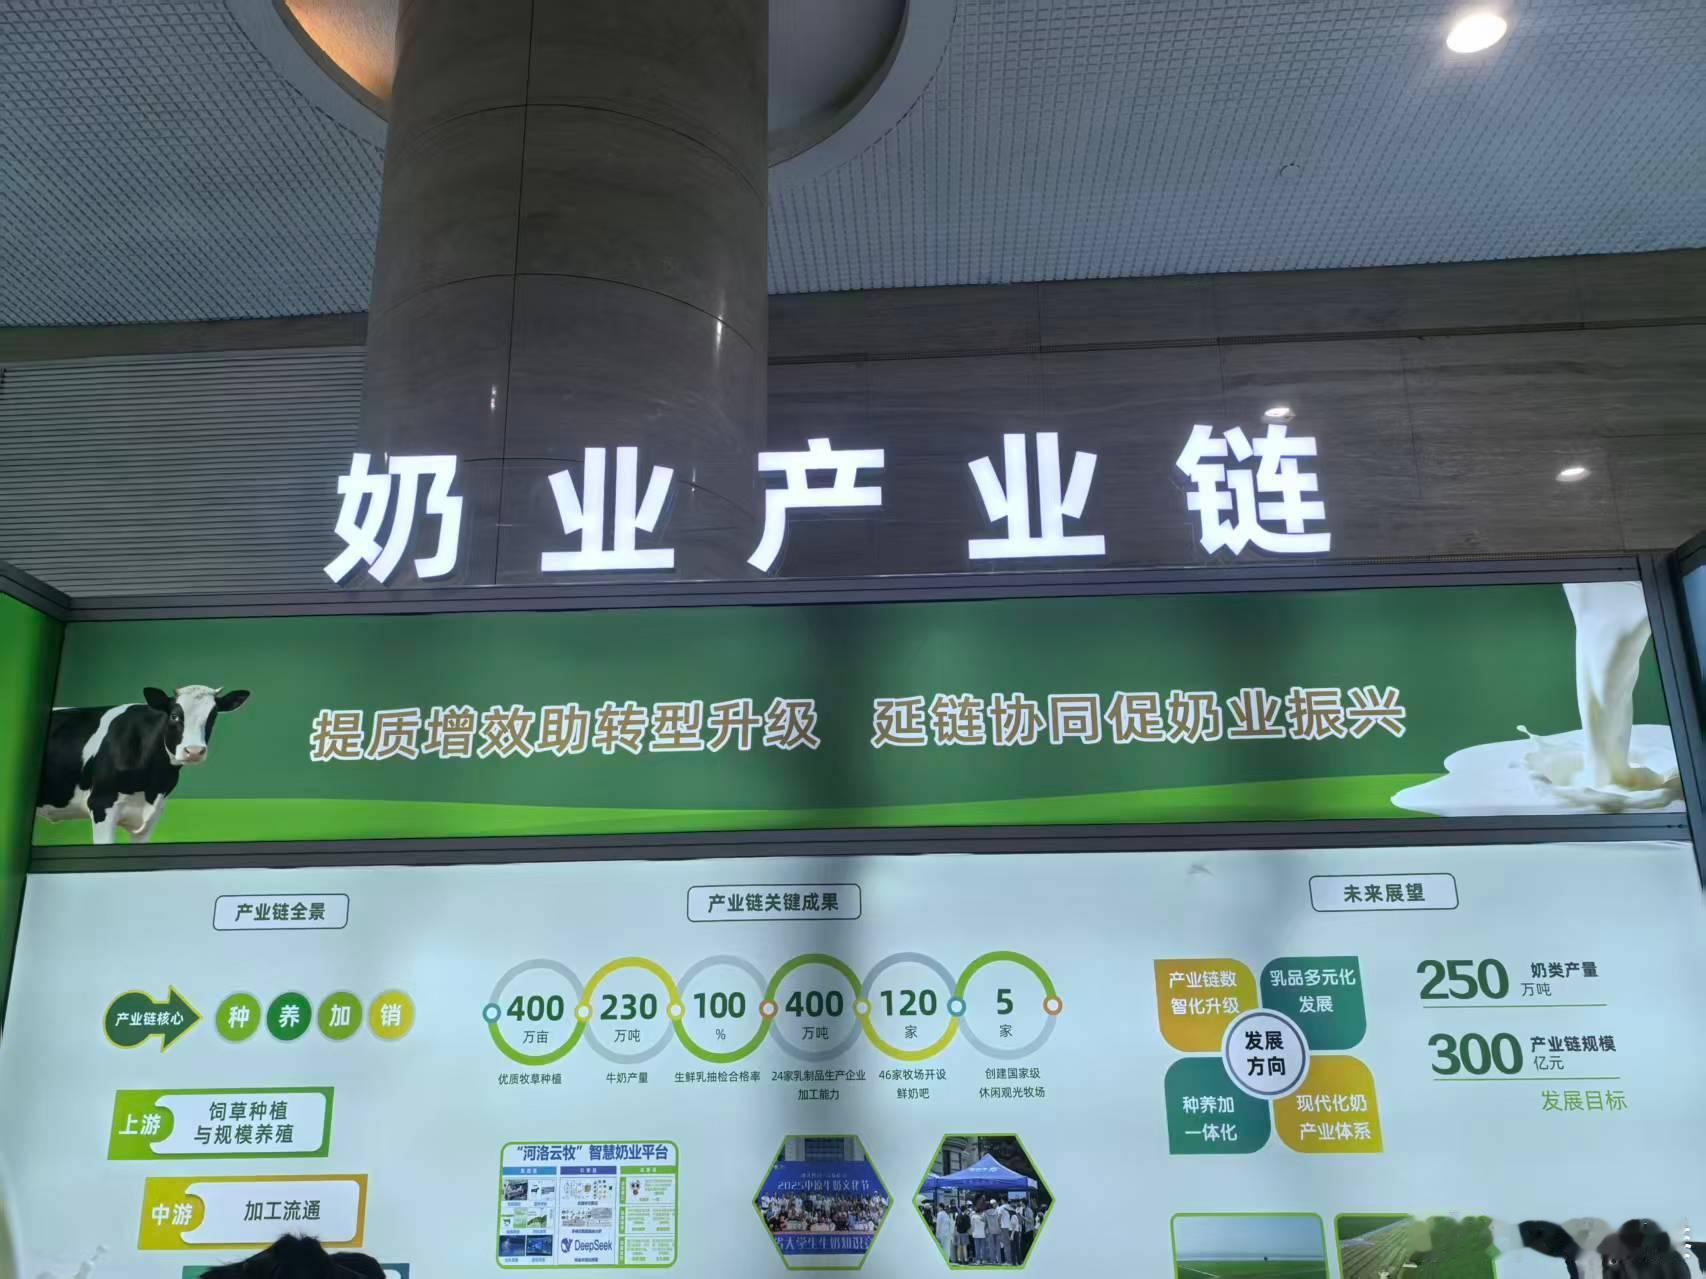 奶业产业链
提质增效助转型升级 延链协同促奶业振兴
产业链全景
产业链核心
种 养 加 销
上游
饲草种植
与规模养殖
中游
加工流通
产业链关键成果
400
万亩
优质牧草种植
230
万吨
牛奶产量
100
%
生鲜乳抽检合格率
400
万吨
24家乳制品生产企业
加工能力
120
家
46家牧场开设
鲜奶吧
5
家
创建国家级
休闲观光牧场
“河洛云牧”智慧奶业平台
DeepSeek
未来展望
产业链数
智化升级
乳品多元化
发展
发展
方向
种养加
一体化
现代化奶
产业体系
250 奶类产量
万吨
300 产业链规模
亿元
发展目标